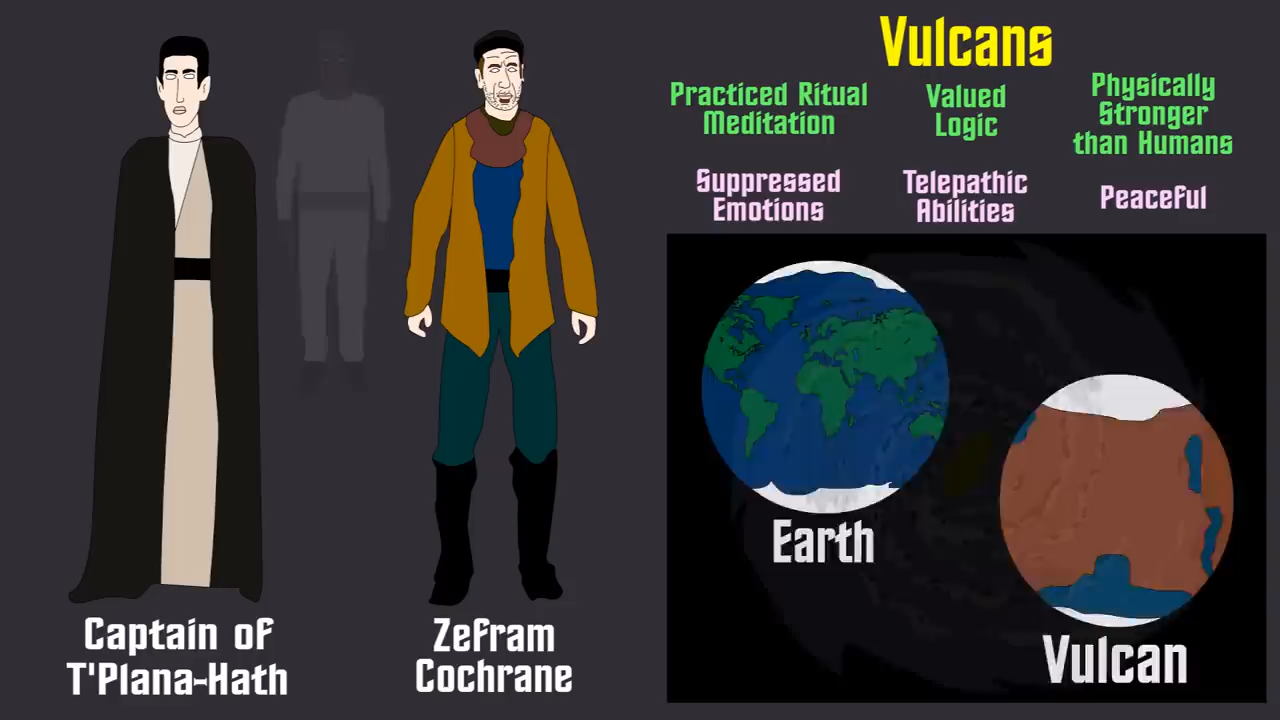 Vulcans
Practiced Ritual
Meditation
Valued
Logic
Physically
Stronger
than Humans
Suppressed
Emotions
Telepathic
Abilities
Peaceful
Earth
Vulcan
Captain of
T'Plana-Hath
Zefram
Cochrane